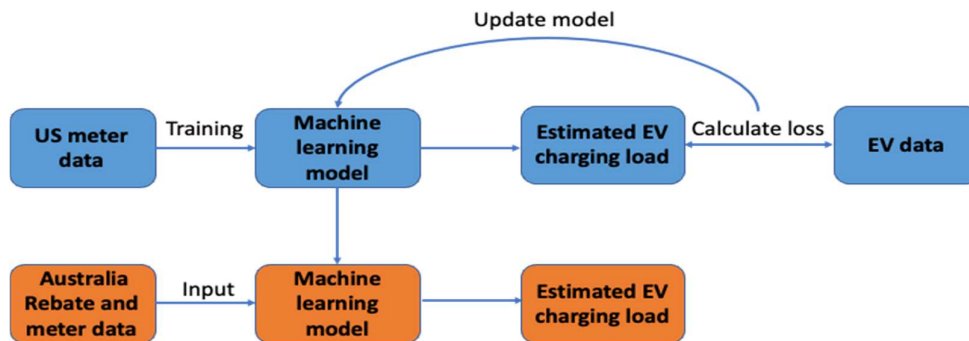 Update model
US meter
data
Training
Machine
learning
model
Estimated EV
charging load
Calculate loss
EV data
Australia
Rebate and
meter data
Input
Machine
learning
model
Estimated EV
charging load